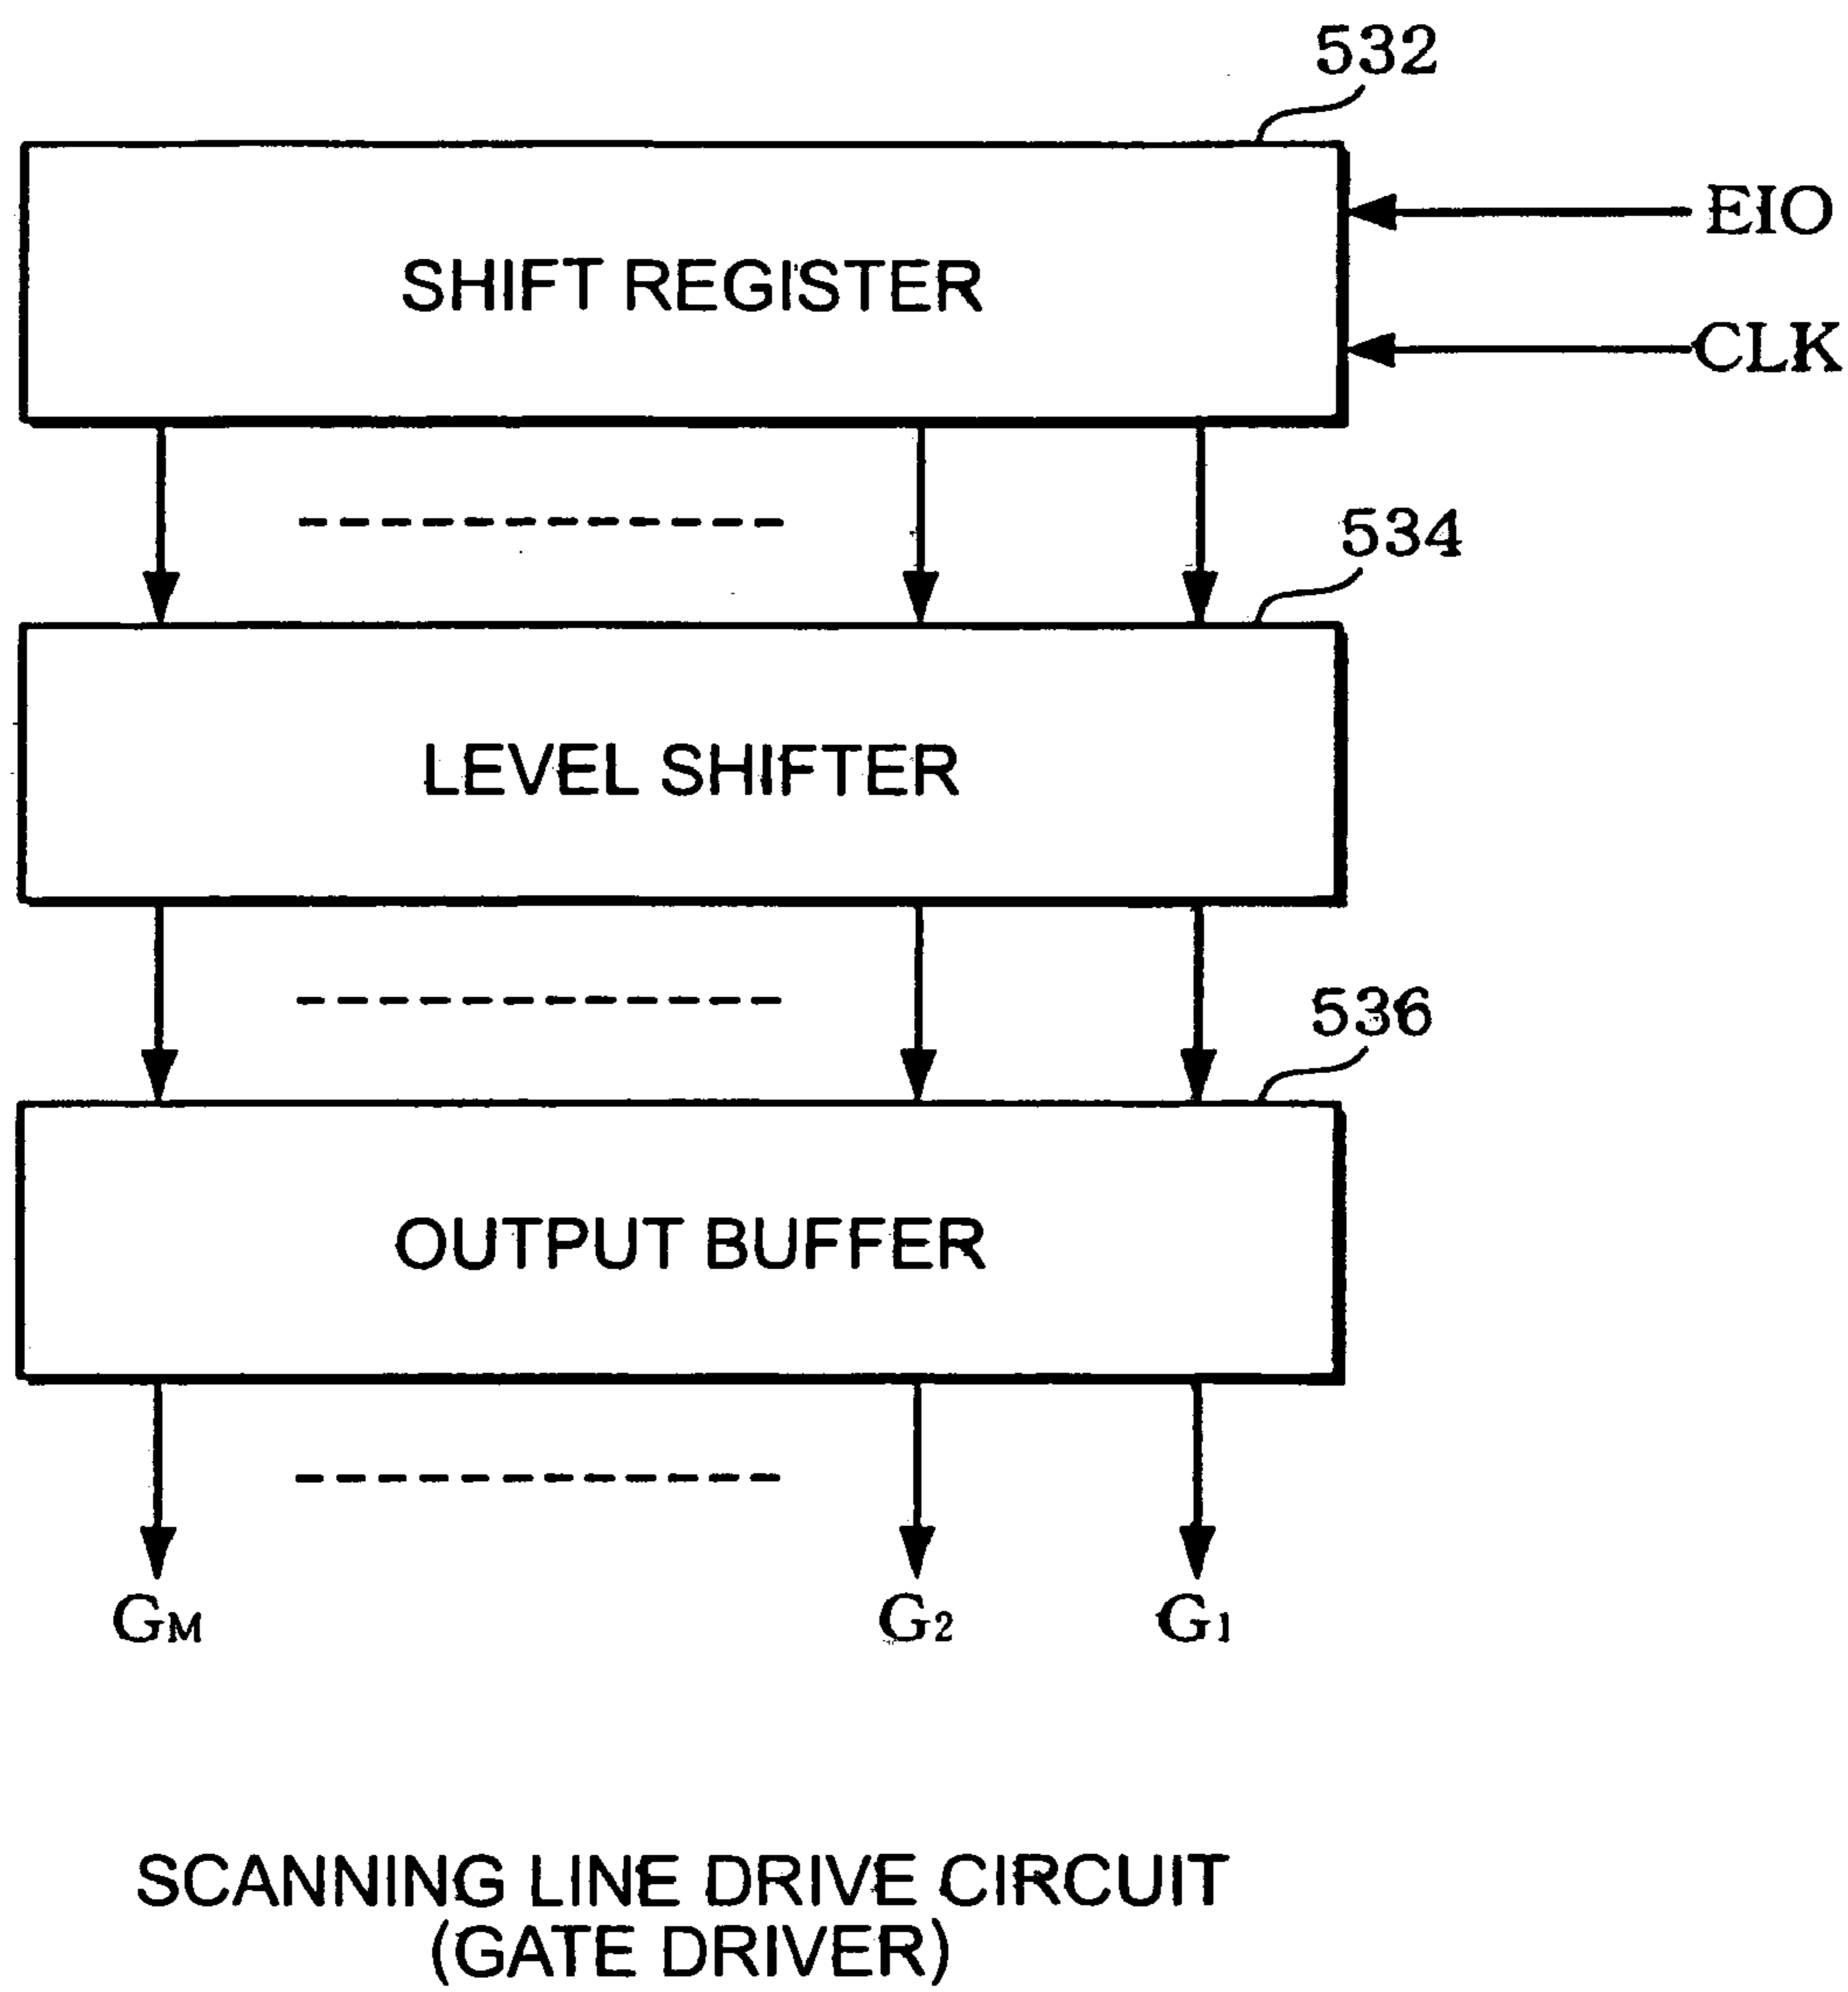 532
EIO
SHIFT REGISTER
CLK
534
LEVEL SHIFTER
536
OUTPUT BUFFER
GM
G2
G1
SCANNING LINE DRIVE CIRCUIT
(GATE DRIVER)